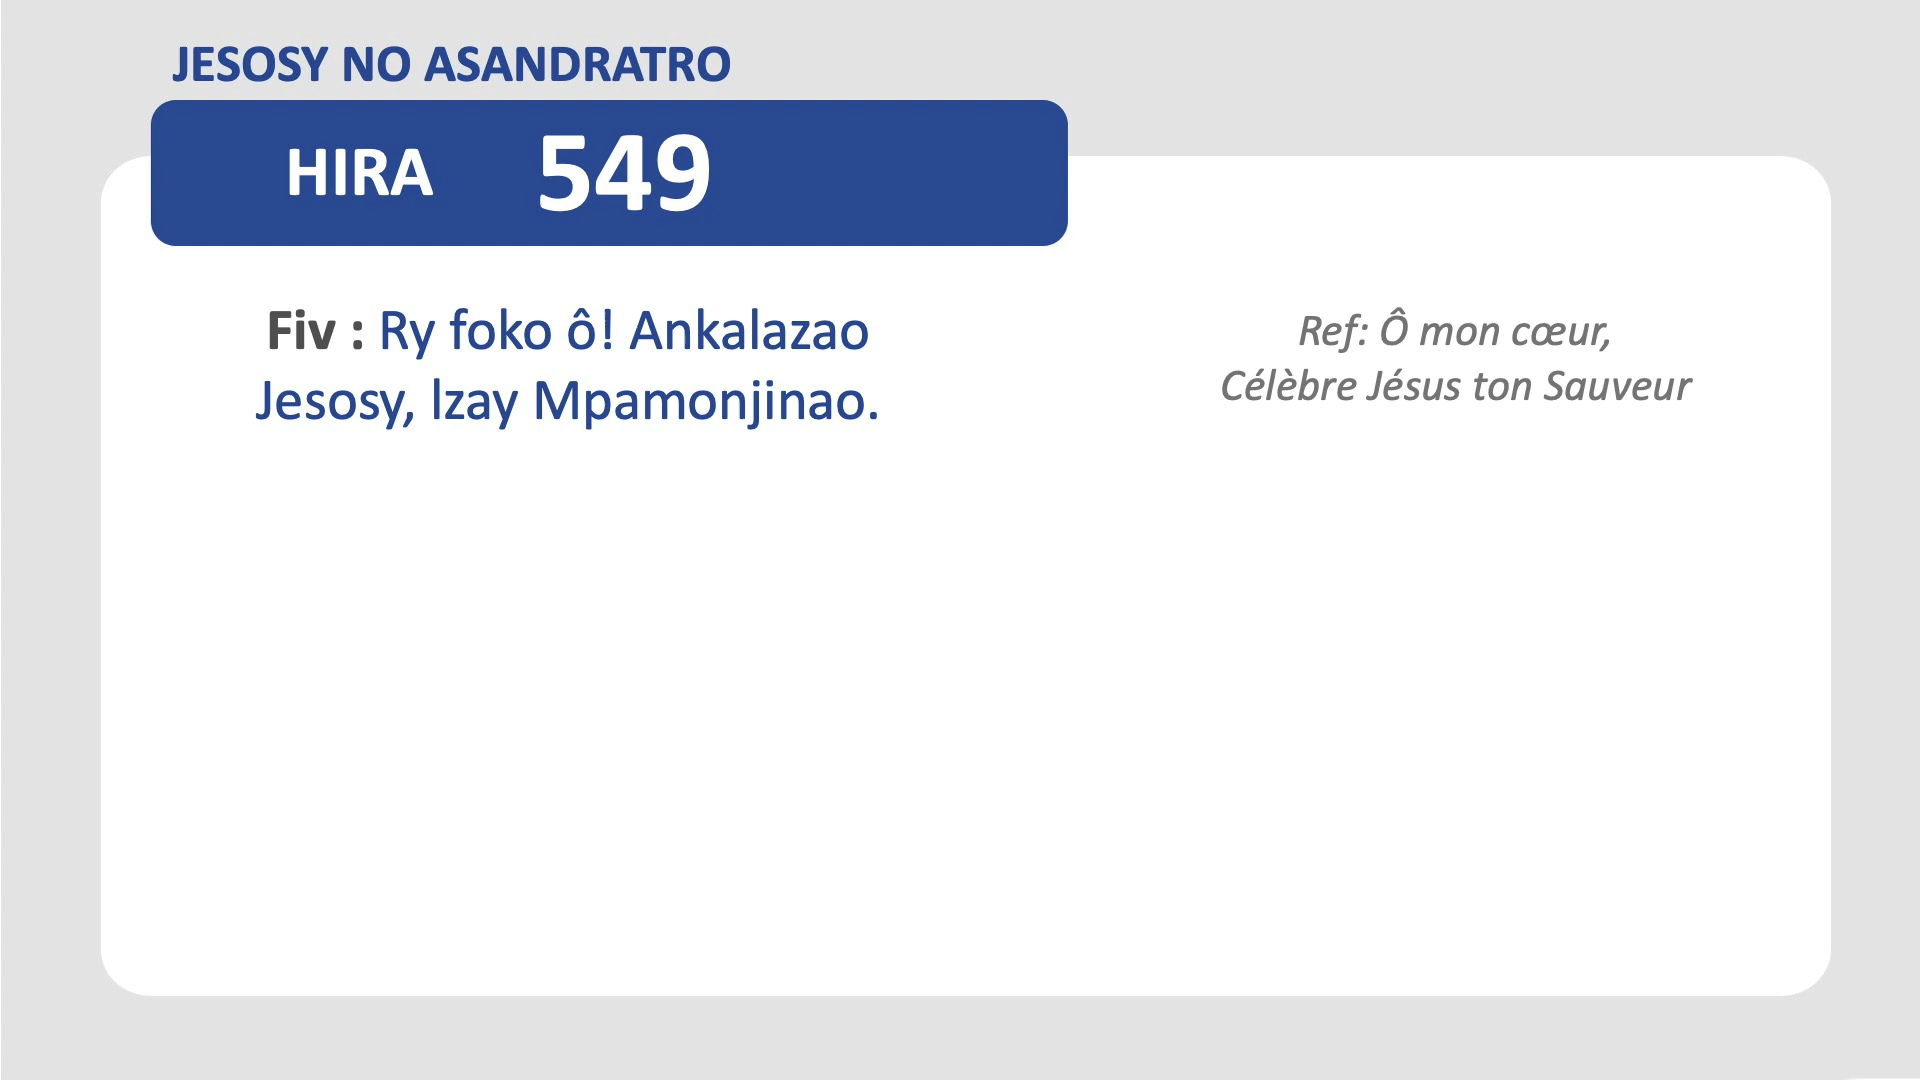 JESOSY NO ASANDRATRO
HIRA 549
Fiv : Ry foko ô! Ankalazao
Jesosy, Izay Mpamonjinao.
Ref: Ô mon cœur,
Célèbre Jésus ton Sauveur